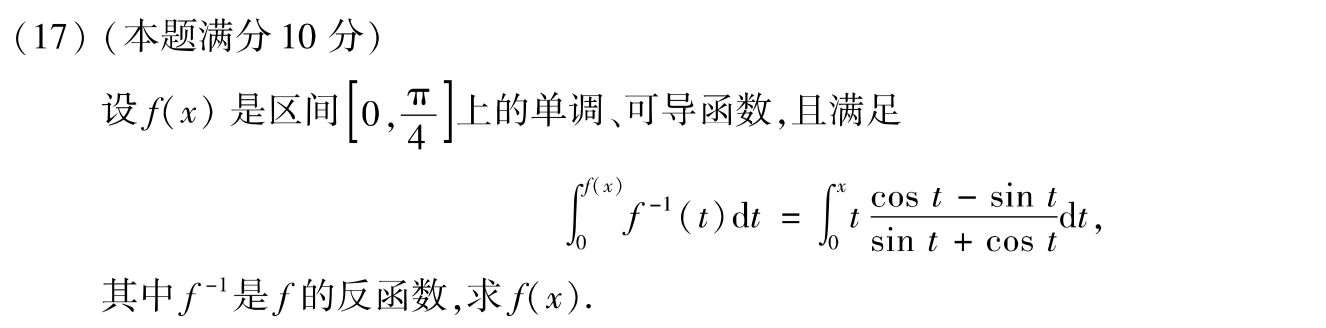 (17) (本题满分 10 分)
设 f(x) 是区间[0, π/4]上的单调、可导函数,且满足
∫₀^{f(x)} f⁻¹(t)dt = ∫₀^x t (cos t − sin t)/(sin t + cos t) dt,
其中 f⁻¹是 f 的反函数,求 f(x).